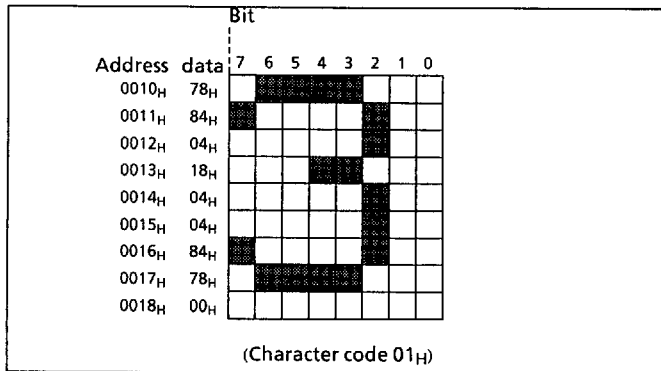 Bit
Address data 7 6 5 4 3 2 1 0
0010H 78H
0011H 84H
0012H 04H
0013H 18H
0014H 04H
0015H 04H
0016H 84H
0017H 78H
0018H 00H
(Character code 01H)